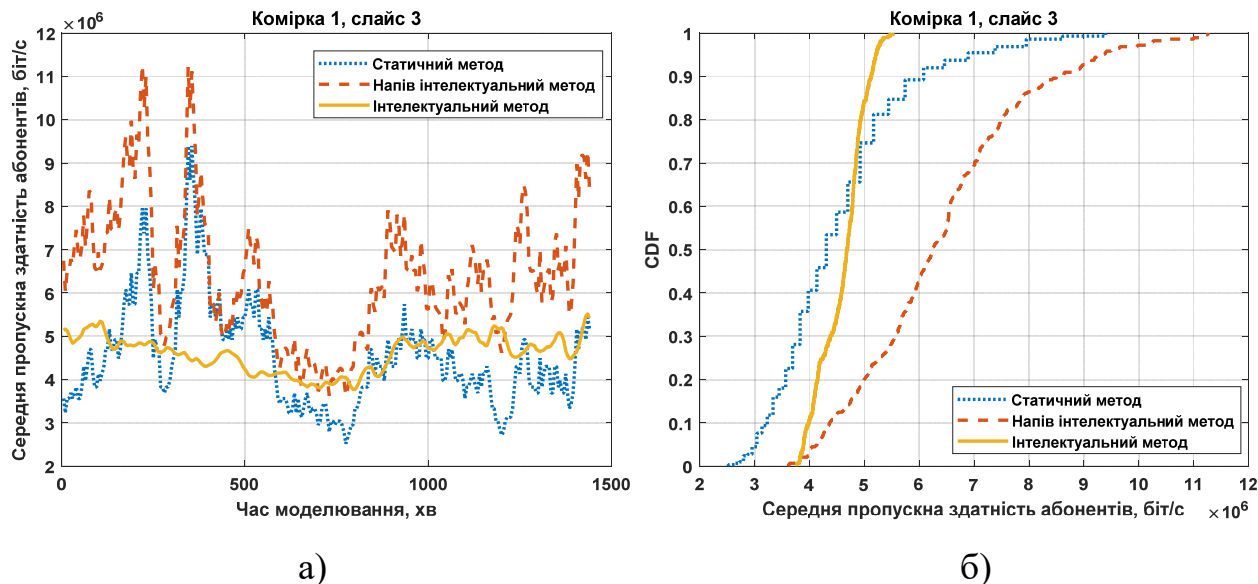 Комірка 1, слайс 3
×10⁶
Середня пропускна здатність абонентів, біт/с
12
11
10
9
8
7
6
5
4
3
2
Статичний метод
Напів інтелектуальний метод
Інтелектуальний метод
0
500
1000
1500
Час моделювання, хв
а)
Комірка 1, слайс 3
CDF
1
0.9
0.8
0.7
0.6
0.5
0.4
0.3
0.2
0.1
0
Статичний метод
Напів інтелектуальний метод
Інтелектуальний метод
2
3
4
5
6
7
8
9
10
11
12
Середня пропускна здатність абонентів, біт/с
×10⁶
б)